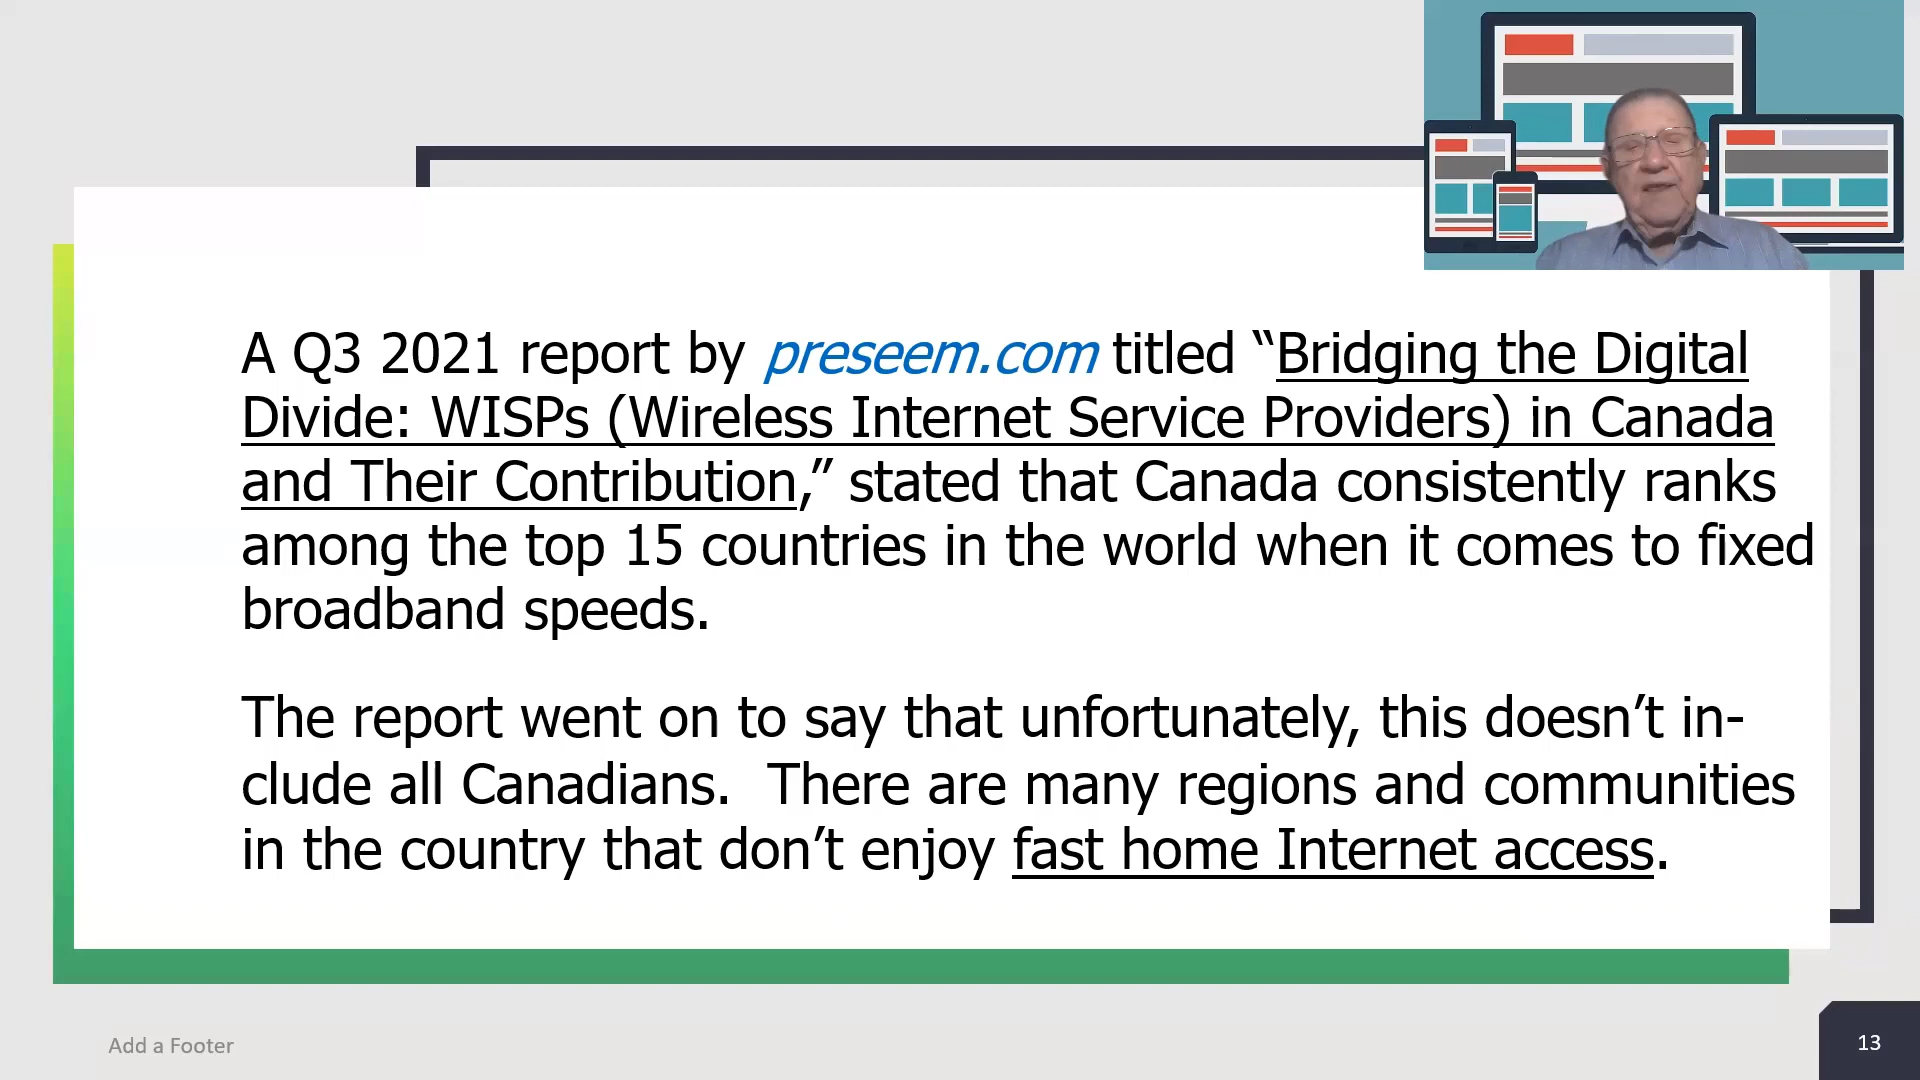 A Q3 2021 report by preseem.com titled “Bridging the Digital
Divide: WISPs (Wireless Internet Service Providers) in Canada
and Their Contribution,” stated that Canada consistently ranks
among the top 15 countries in the world when it comes to fixed
broadband speeds.
The report went on to say that unfortunately, this doesn’t in-
clude all Canadians.  There are many regions and communities
in the country that don’t enjoy fast home Internet access.
Add a Footer
13